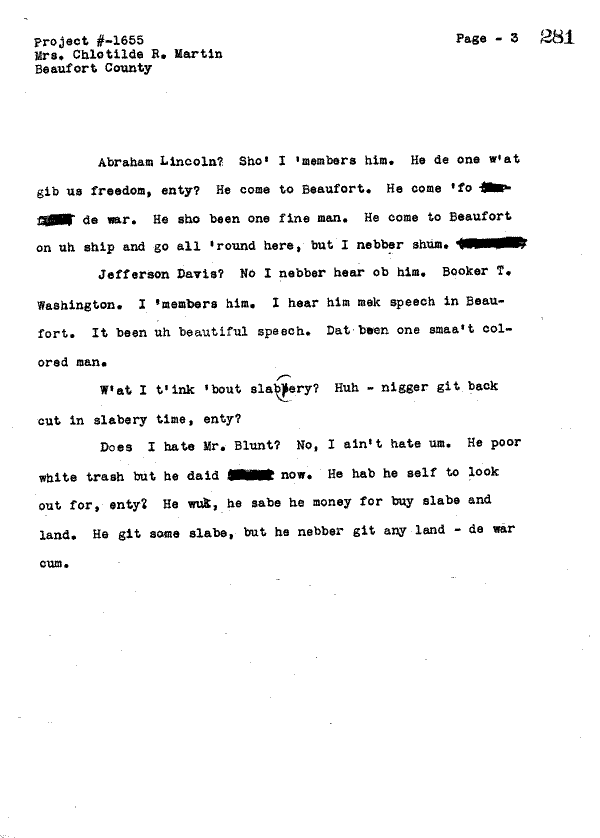 Project #-1655
Mrs. Chlotilde R. Martin
Beaufort County
Page - 3 281
Abraham Lincoln? Sho' I 'members him. He de one w'at
gib us freedom, enty? He come to Beaufort. He come 'fo
de war. He sho been one fine man. He come to Beaufort
on uh ship and go all 'round here, but I nebber shum.
Jefferson Davis? No I nebber hear ob him. Booker T.
Washington. I 'members him. I hear him mek speech in Beau-
fort. It been uh beautiful speech. Dat been one smaa't col-
ored man.
W'at I t'ink 'bout slabbery? Huh - nigger git back
cut in slabery time, enty?
Does I hate Mr. Blunt? No, I ain't hate um. He poor
white trash but he daid now. He hab he self to look
out for, enty? He wuk, he sabe he money for buy slabe and
land. He git some slabe, but he nebber git any land - de war
cum.